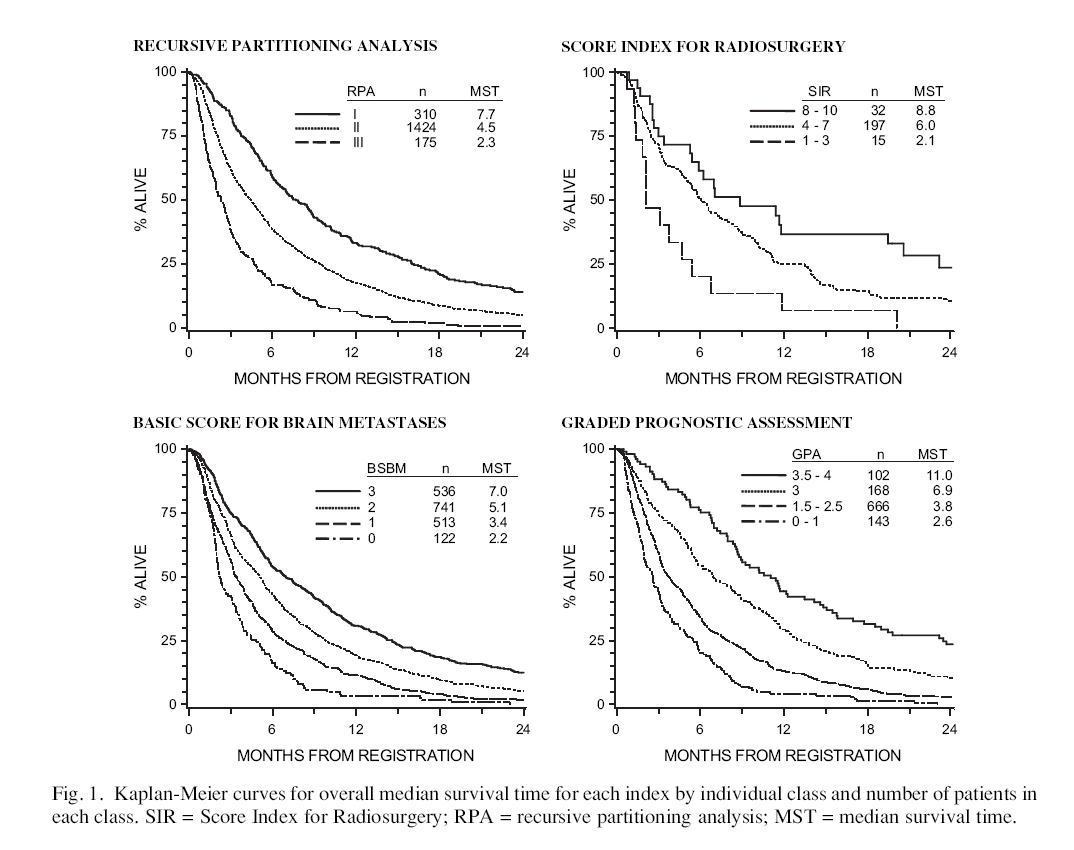 RECURSIVE PARTITIONING ANALYSIS
RPA n MST
I 310 7.7
II 1424 4.5
III 175 2.3
100
75
50
25
0
% ALIVE
0 6 12 18 24
MONTHS FROM REGISTRATION
SCORE INDEX FOR RADIOSURGERY
SIR n MST
8 - 10 32 8.8
4 - 7 197 6.0
1 - 3 15 2.1
100
75
50
25
0
% ALIVE
0 6 12 18 24
MONTHS FROM REGISTRATION
BASIC SCORE FOR BRAIN METASTASES
BSBM n MST
3 536 7.0
2 741 5.1
1 513 3.4
0 122 2.2
100
75
50
25
0
% ALIVE
0 6 12 18 24
MONTHS FROM REGISTRATION
GRADED PROGNOSTIC ASSESSMENT
GPA n MST
3.5 - 4 102 11.0
3 168 6.9
1.5 - 2.5 666 3.8
0 - 1 143 2.6
100
75
50
25
0
% ALIVE
0 6 12 18 24
MONTHS FROM REGISTRATION
Fig. 1. Kaplan-Meier curves for overall median survival time for each index by individual class and number of patients in
each class. SIR = Score Index for Radiosurgery; RPA = recursive partitioning analysis; MST = median survival time.